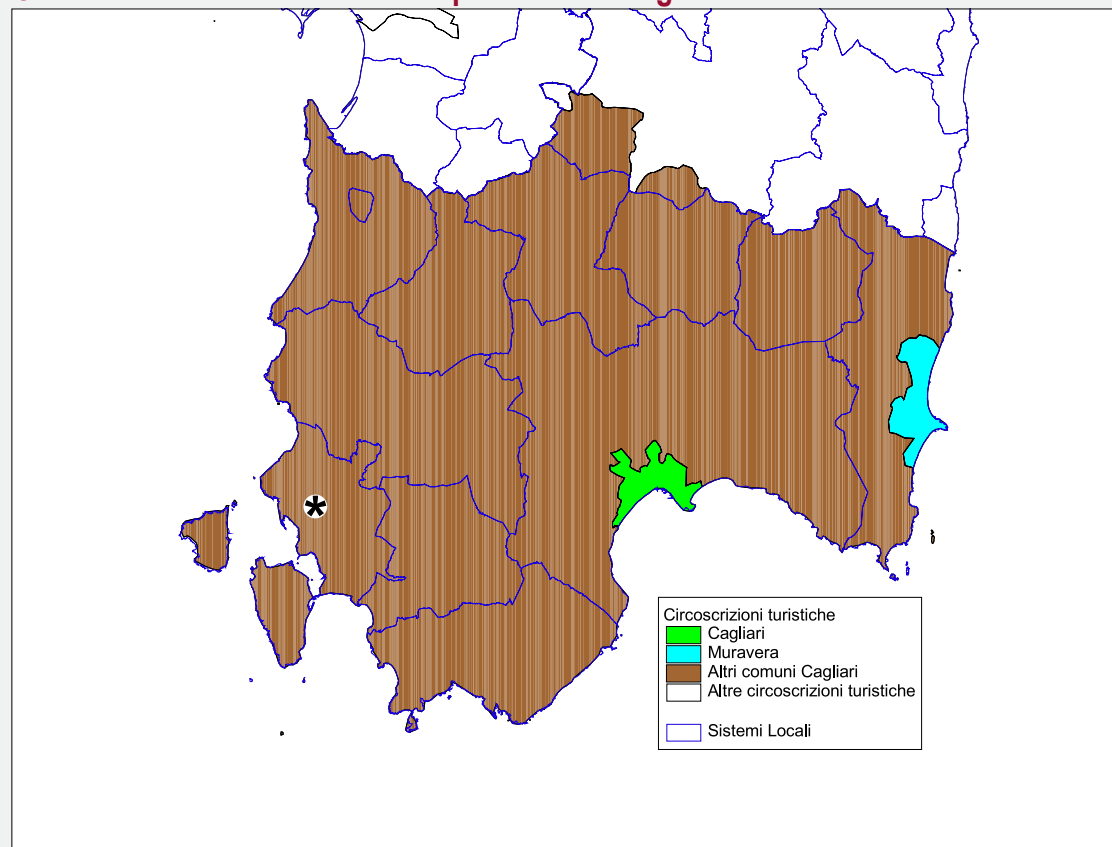 Circoscrizioni turistiche
Cagliari
Muravera
Altri comuni Cagliari
Altre circoscrizioni turistiche
Sistemi Locali